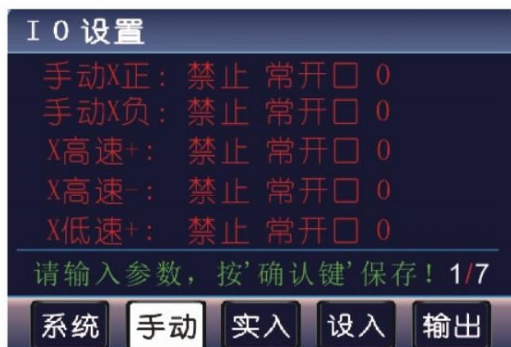 IO设置
手动X正: 禁止 常开口 0
手动X负: 禁止 常开口 0
X高速+: 禁止 常开口 0
X高速-: 禁止 常开口 0
X低速+: 禁止 常开口 0
请输入参数，按'确认键'保存! 1/7
系统 手动 实入 设入 输出